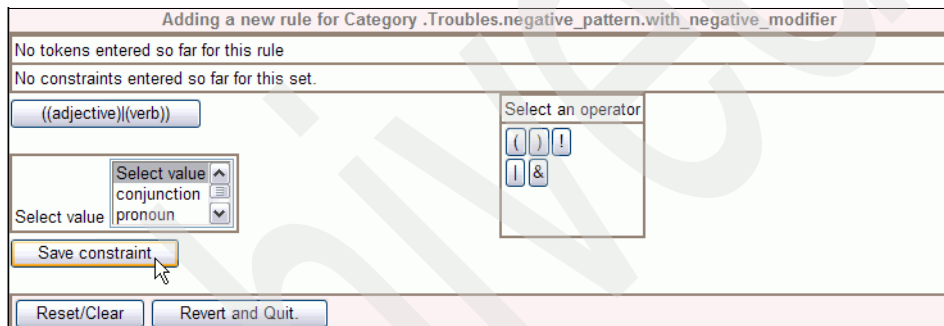 Adding a new rule for Category .Troubles.negative_pattern.with_negative_modifier
No tokens entered so far for this rule
No constraints entered so far for this set.
((adjective)|(verb))
Select an operator
( ) !
| &
Select value
conjunction
Select value pronoun
Save constraint
Reset/Clear Revert and Quit.